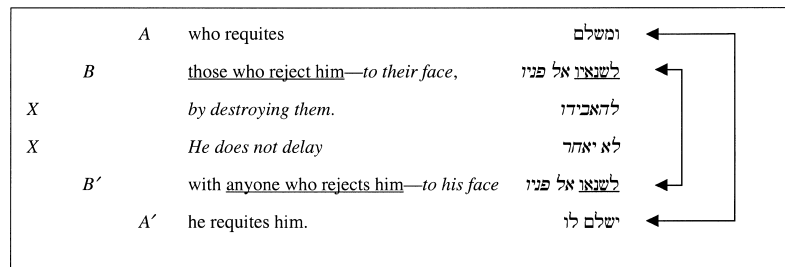 A who requites ומשלם
B those who reject him—to their face, לשנאיו אל פניו
X by destroying them. להאבידו
X He does not delay לא יאחר
B′ with anyone who rejects him—to his face לשנאו אל פניו
A′ he requites him. ישלם לו